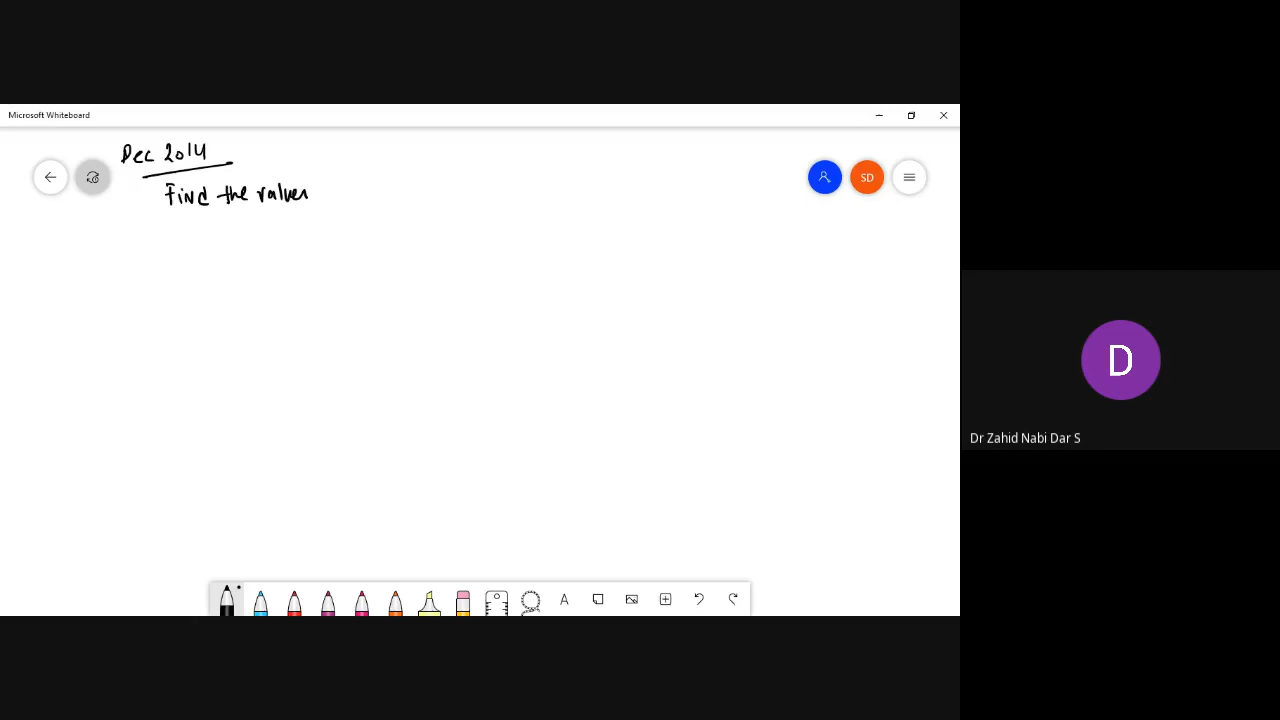 Microsoft Whiteboard
Dec 2014
Find the values
SD
A
D
Dr Zahid Nabi Dar S